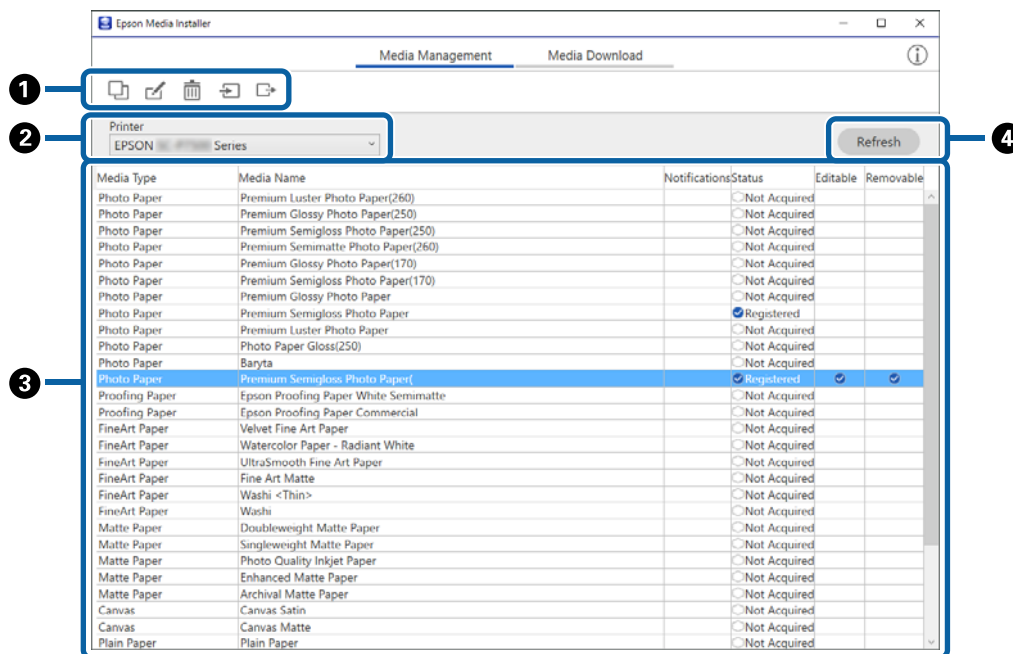 Epson Media Installer
Media Management Media Download
1
2
Printer
EPSON Series
Refresh
4
Media Type Media Name Notifications Status Editable Removable
Photo Paper Premium Luster Photo Paper(260) Not Acquired
Photo Paper Premium Glossy Photo Paper(250) Not Acquired
Photo Paper Premium Semigloss Photo Paper(250) Not Acquired
Photo Paper Premium Semimatte Photo Paper(260) Not Acquired
Photo Paper Premium Glossy Photo Paper(170) Not Acquired
Photo Paper Premium Semigloss Photo Paper(170) Not Acquired
Photo Paper Premium Glossy Photo Paper Not Acquired
Photo Paper Premium Semigloss Photo Paper Registered
Photo Paper Premium Luster Photo Paper Not Acquired
Photo Paper Photo Paper Gloss(250) Not Acquired
Photo Paper Baryta Not Acquired
3
Photo Paper Premium Semigloss Photo Paper( Registered
Proofing Paper Epson Proofing Paper White Semimatte Not Acquired
Proofing Paper Epson Proofing Paper Commercial Not Acquired
FineArt Paper Velvet Fine Art Paper Not Acquired
FineArt Paper Watercolor Paper - Radiant White Not Acquired
FineArt Paper UltraSmooth Fine Art Paper Not Acquired
FineArt Paper Fine Art Matte Not Acquired
FineArt Paper Washi <Thin> Not Acquired
FineArt Paper Washi Not Acquired
Matte Paper Doubleweight Matte Paper Not Acquired
Matte Paper Singleweight Matte Paper Not Acquired
Matte Paper Photo Quality Inkjet Paper Not Acquired
Matte Paper Enhanced Matte Paper Not Acquired
Matte Paper Archival Matte Paper Not Acquired
Canvas Canvas Satin Not Acquired
Canvas Canvas Matte Not Acquired
Plain Paper Plain Paper Not Acquired